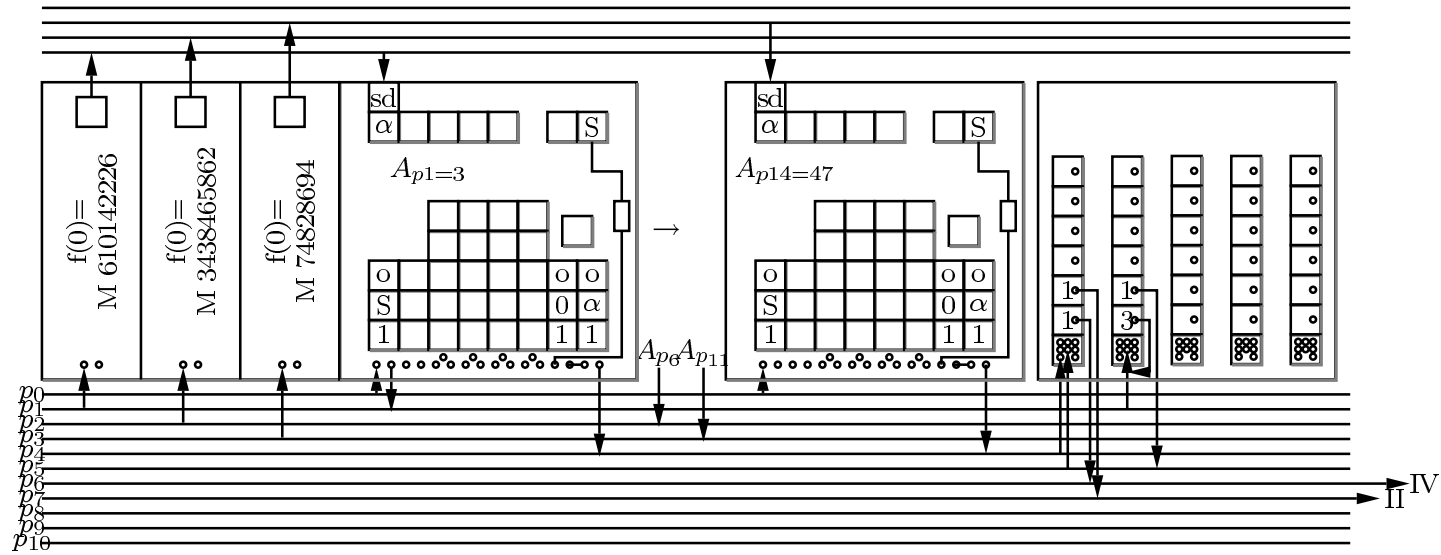 sd
α S
A_{p1=3}
f(0)=
M 610142226
f(0)=
M 3438465862
f(0)=
M 74828694
→
o o o
S 0 α
1 1 1
A_{p6} A_{p11}
sd
α S
A_{p14=47}
o o o
S 0 α
1 1 1
1 1
1 3
p_0
p_1
p_2
p_3
p_4
p_5
p_6 IV
p_7 II
p_8
p_9
p_{10}